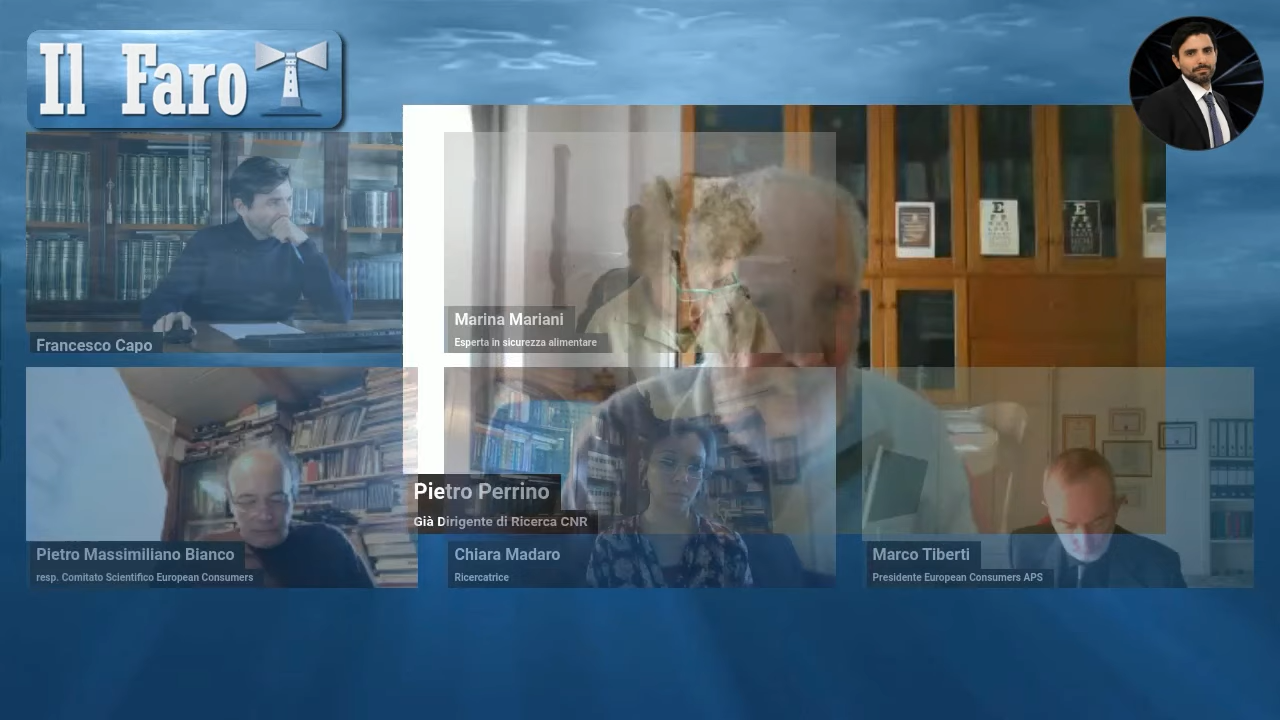 Il Faro
Francesco Capo
Marina Mariani
Esperta in sicurezza alimentare
E
E
Pietro Perrino
Già Dirigente di Ricerca CNR
Pietro Massimiliano Bianco
resp. Comitato Scientifico European Consumers
Chiara Madaro
Ricercatrice
Marco Tiberti
Presidente European Consumers APS